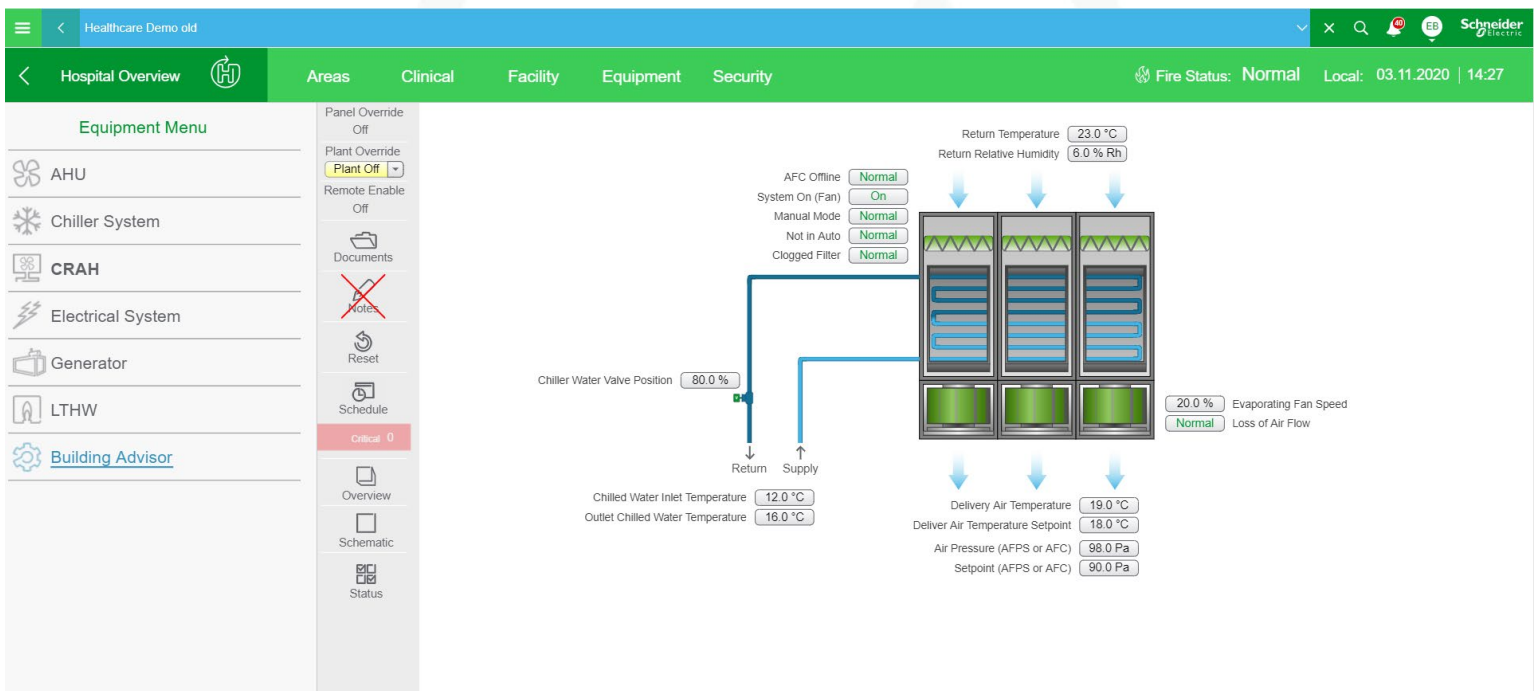 Healthcare Demo old
40
EB
Schneider
Electric
Hospital Overview
Areas
Clinical
Facility
Equipment
Security
Fire Status: Normal
Local: 03.11.2020 | 14:27
Equipment Menu
AHU
Chiller System
CRAH
Electrical System
Generator
LTHW
Building Advisor
Panel Override
Off
Plant Override
Plant Off
Remote Enable
Off
Documents
Notes
Reset
Schedule
Critical 0
Overview
Schematic
Status
Return Temperature 23.0 °C
Return Relative Humidity 6.0 % Rh
AFC Offline Normal
System On (Fan) On
Manual Mode Normal
Not in Auto Normal
Clogged Filter Normal
Chiller Water Valve Position 80.0 %
20.0 % Evaporating Fan Speed
Normal Loss of Air Flow
Return Supply
Chilled Water Inlet Temperature 12.0 °C
Outlet Chilled Water Temperature 16.0 °C
Delivery Air Temperature 19.0 °C
Deliver Air Temperature Setpoint 18.0 °C
Air Pressure (AFPS or AFC) 98.0 Pa
Setpoint (AFPS or AFC) 90.0 Pa